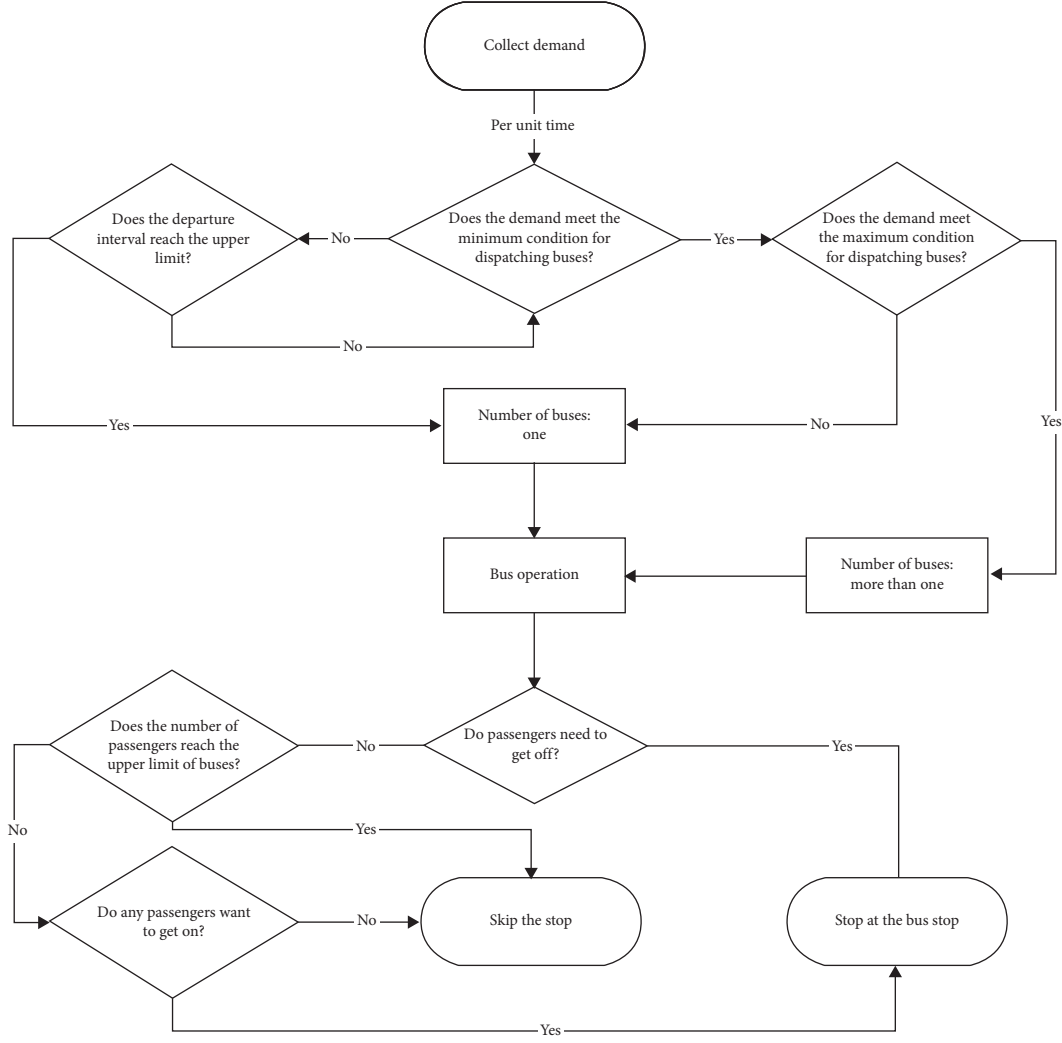 Collect demand
Per unit time
Does the departure
interval reach the upper
limit?
No
Does the demand meet the
minimum condition for
dispatching buses?
Yes
Does the demand meet
the maximum condition
for dispatching buses?
No
Yes
Number of buses:
one
No
Yes
Bus operation
Number of buses:
more than one
Does the number of
passengers reach the
upper limit of buses?
No
Do passengers need to
get off?
Yes
No
Yes
Do any passengers want
to get on?
No
Skip the stop
Stop at the bus stop
Yes